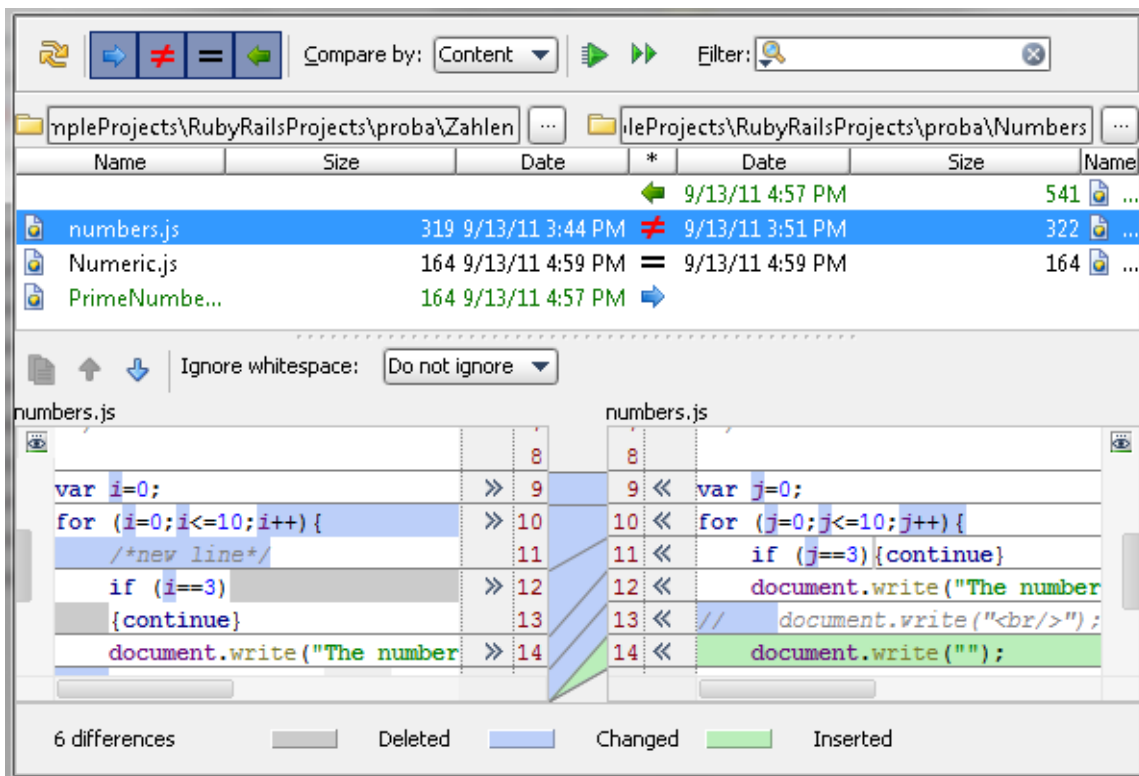 Compare by: Content Filter:
mpleProjects\RubyRailsProjects\proba\Zahlen ... leProjects\RubyRailsProjects\proba\Numbers ...
Name Size Date * Date Size Name
9/13/11 4:57 PM 541 ...
numbers.js 319 9/13/11 3:44 PM ≠ 9/13/11 3:51 PM 322 ...
Numeric.js 164 9/13/11 4:59 PM = 9/13/11 4:59 PM 164 ...
PrimeNumbe... 164 9/13/11 4:57 PM
Ignore whitespace: Do not ignore
numbers.js numbers.js
8 8
var i=0; » 9 9 « var j=0;
for (i=0;i<=10;i++){ » 10 10 « for (j=0;j<=10;j++){
/*new line*/ 11 11 « if (j==3){continue}
if (i==3) » 12 12 « document.write("The number
{continue} 13 13 « // document.write("<br/>");
document.write("The number » 14 14 « document.write("");
6 differences Deleted Changed Inserted